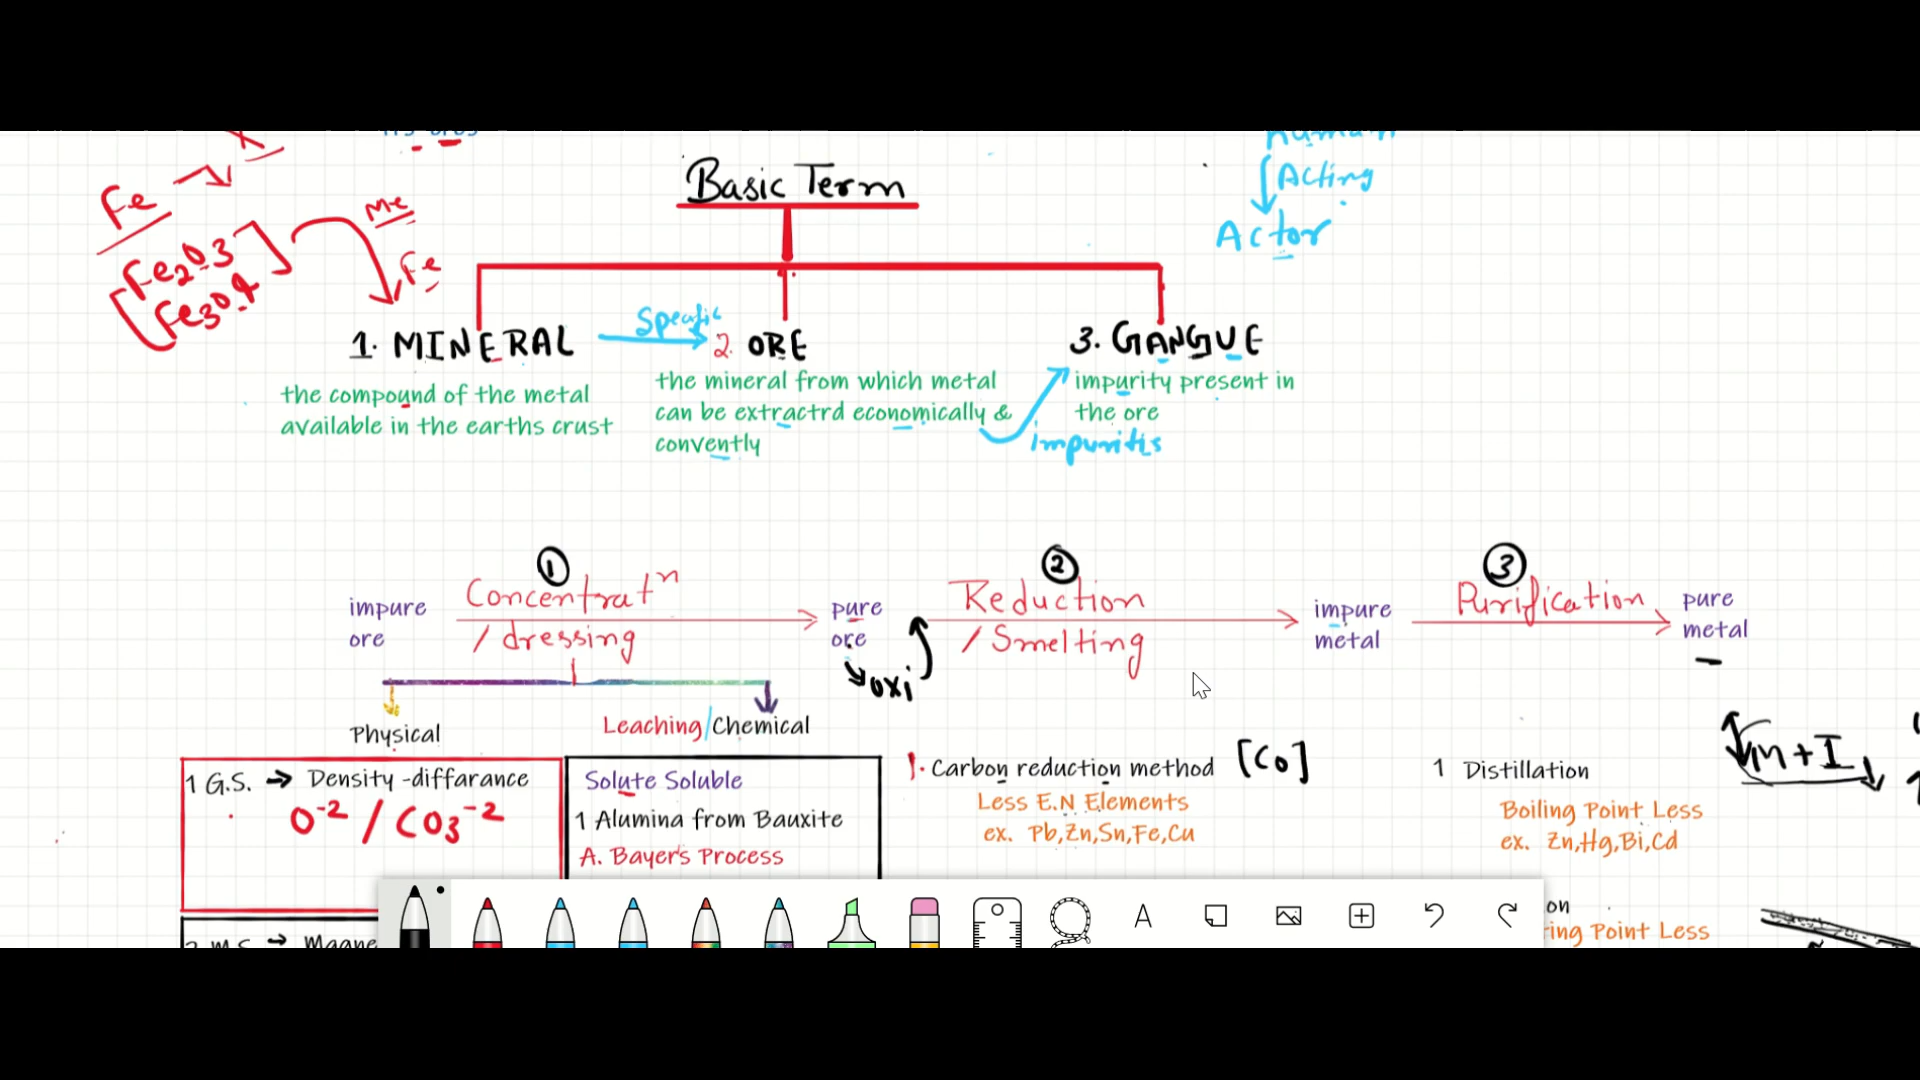 Basic Term
Acting
Actor
Fe
Fe2O3
Fe3O4
Me
Fe
1. MINERAL
Specific
2. ORE
3. GANGUE
the compound of the metal
available in the earths crust
the mineral from which metal
can be extractrd economically &
convently
impurity present in
the ore
impuritis
1
2
3
impure
ore
Concentratn
/ dressing
pure
ore
oxi
Reduction
/ Smelting
impure
metal
Purification
pure
metal
Physical
Leaching/Chemical
1 G.S. → Density -diffarance
O-2 / CO3-2
Solute Soluble
1 Alumina from Bauxite
A. Bayer's Process
1. Carbon reduction method [CO]
Less E.N Elements
ex. Pb,Zn,Sn,Fe,Cu
1 Distillation
Boiling Point Less
ex. Zn,Hg,Bi,Cd
M + I
on
ing Point Less